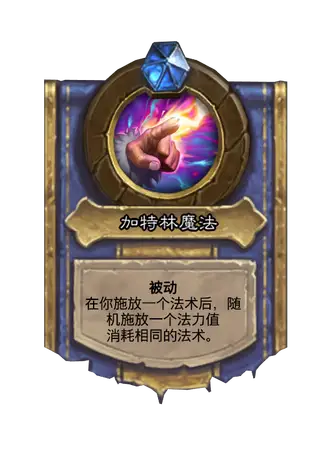 加特林魔法
被动
在你施放一个法术后，随
机施放一个法力值
消耗相同的法术。